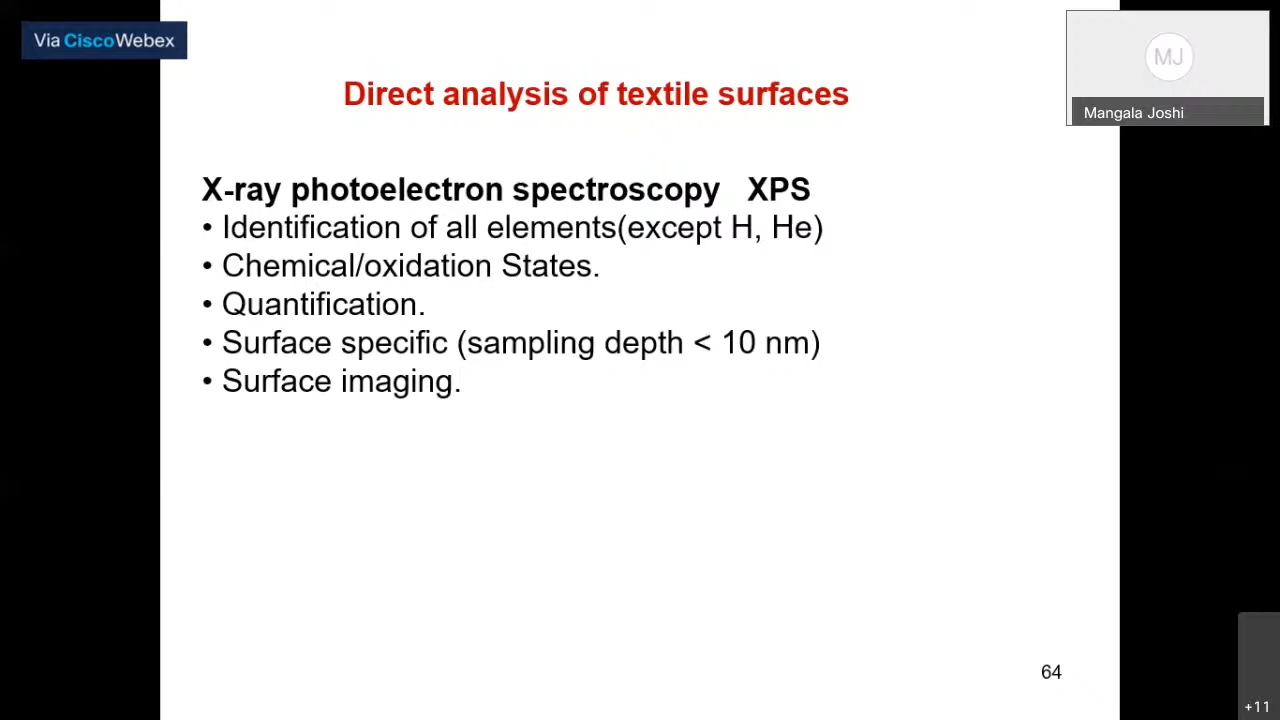 Via CiscoWebex
MJ
Mangala Joshi
Direct analysis of textile surfaces
X-ray photoelectron spectroscopy XPS
• Identification of all elements(except H, He)
• Chemical/oxidation States.
• Quantification.
• Surface specific (sampling depth < 10 nm)
• Surface imaging.
64
+11